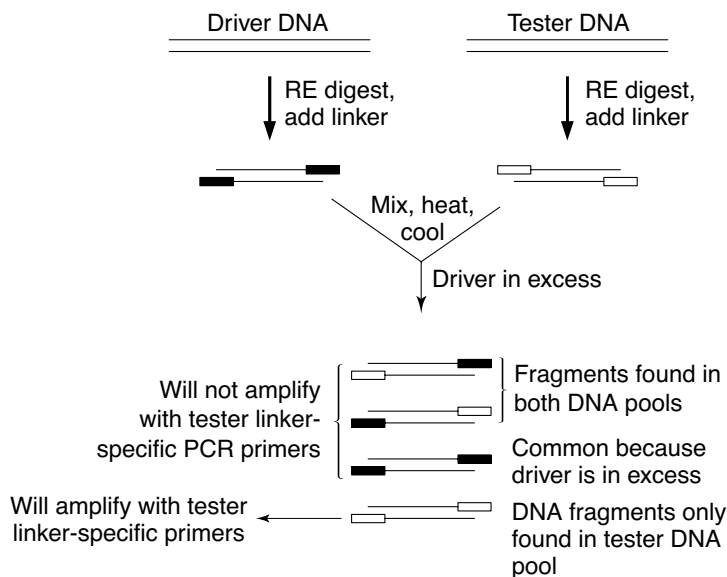 Driver DNA
Tester DNA
RE digest,
add linker
RE digest,
add linker
Mix, heat,
cool
Driver in excess
Will not amplify
with tester linker-
specific PCR primers
Fragments found in
both DNA pools
Common because
driver is in excess
Will amplify with tester
linker-specific primers
DNA fragments only
found in tester DNA
pool